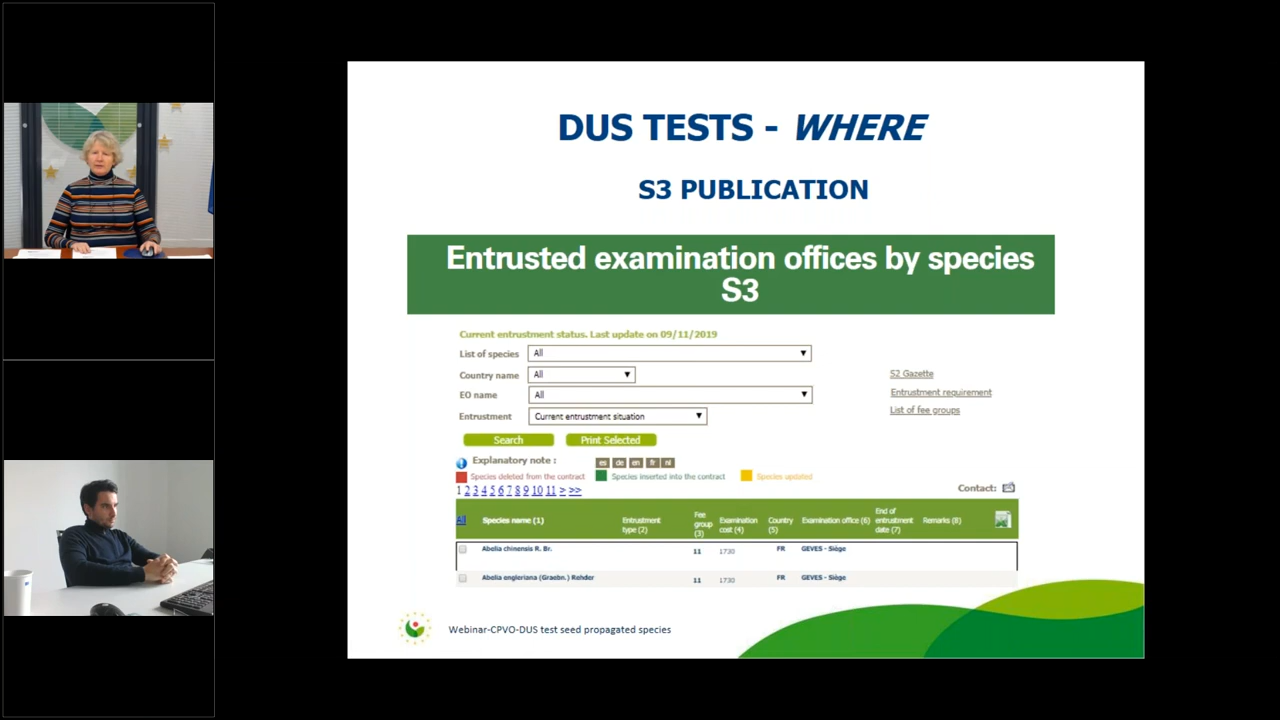 DUS TESTS - WHERE
S3 PUBLICATION
Entrusted examination offices by species
S3
Current entrustment status. Last update on 09/11/2019
List of species All
Country name All
EO name All
Entrustment Current entrustment situation
S2 Gazette
Entrustment requirement
List of fee groups
Search Print Selected
Explanatory note : es de en fr nl
Species deleted from the contract Species inserted into the contract Species updated
1 2 3 4 5 6 7 8 9 10 11 > >>
Contact:
All Species name (1) Entrustment type (2) Fee group (3) Examination cost (4) Country (5) Examination office (6) End of entrustment date (7) Remarks (8)
Abelia chinensis R. Br. 11 1730 FR GEVES - Siège
Abelia engleriana (Graebn.) Rehder 11 1730 FR GEVES - Siège
Webinar-CPVO-DUS test seed propagated species